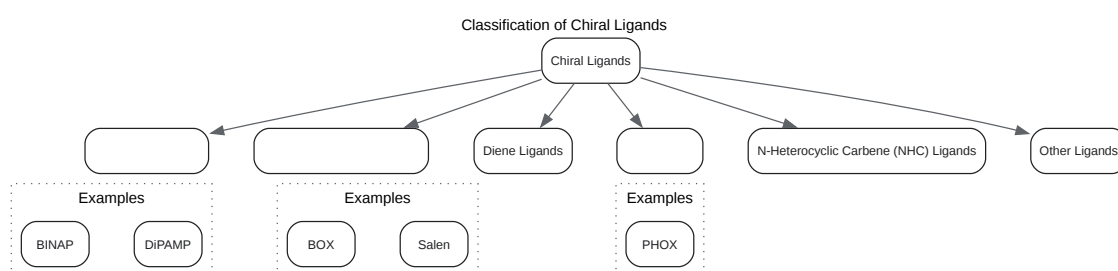 Classification of Chiral Ligands
Chiral Ligands
Diene Ligands
N-Heterocyclic Carbene (NHC) Ligands
Other Ligands
Examples
Examples
Examples
BINAP
DiPAMP
BOX
Salen
PHOX